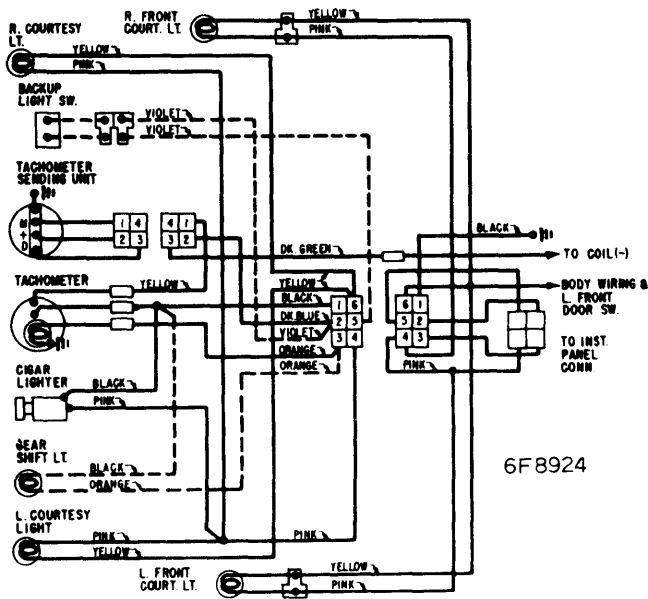 R. FRONT
COURT. LT.
YELLOW
PINK
R. COURTESY
LT.
YELLOW
PINK
BACKUP
LIGHT SW.
VIOLET
VIOLET
TACHOMETER
SENDING UNIT
M
+
D
1 4
2 3
4 1
3 2
BLACK
DK. GREEN
TO COIL(-)
TACHOMETER
YELLOW
YELLOW
BLACK
DK. BLUE
VIOLET
ORANGE
ORANGE
1 6
2 5
3 4
6 1
5 2
4 3
BODY WIRING &
L. FRONT
DOOR SW.
TO INST.
PANEL
CONN
PINK
CIGAR
LIGHTER
BLACK
PINK
GEAR
SHIFT LT.
BLACK
ORANGE
6F8924
L. COURTESY
LIGHT
PINK
YELLOW
PINK
L. FRONT
COURT. LT.
YELLOW
PINK